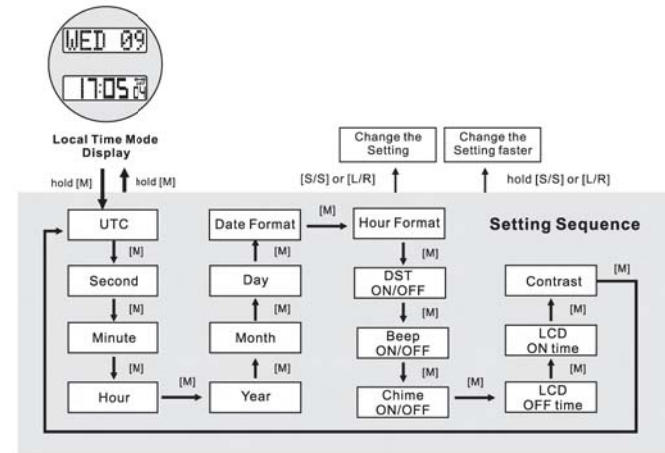 WED 09
17:05 24
Local Time Mode
Display
hold [M]
hold [M]
Change the
Setting
Change the
Setting faster
[S/S] or [L/R]
hold [S/S] or [L/R]
Setting Sequence
UTC
[M]
Second
[M]
Minute
[M]
Hour
[M]
Year
[M]
Month
[M]
Day
[M]
Date Format
[M]
Hour Format
[M]
DST
ON/OFF
[M]
Beep
ON/OFF
[M]
Chime
ON/OFF
[M]
LCD
OFF time
[M]
LCD
ON time
[M]
Contrast
[M]